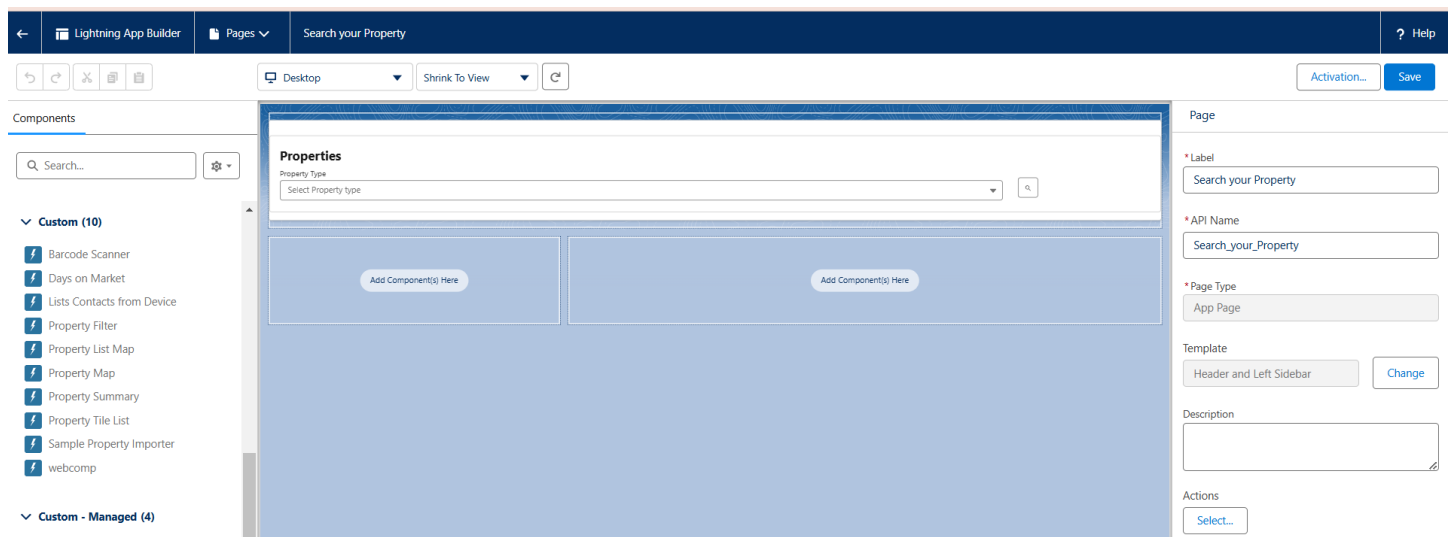 Lightning App Builder Pages Search your Property ? Help
Desktop Shrink To View Activation... Save
Components
Search...
Custom (10)
Barcode Scanner
Days on Market
Lists Contacts from Device
Property Filter
Property List Map
Property Map
Property Summary
Property Tile List
Sample Property Importer
webcomp
Custom - Managed (4)
Properties
Property Type
Select Property type
Add Component(s) Here Add Component(s) Here
Page
* Label
Search your Property
* API Name
Search_your_Property
* Page Type
App Page
Template
Header and Left Sidebar Change
Description
Actions
Select...